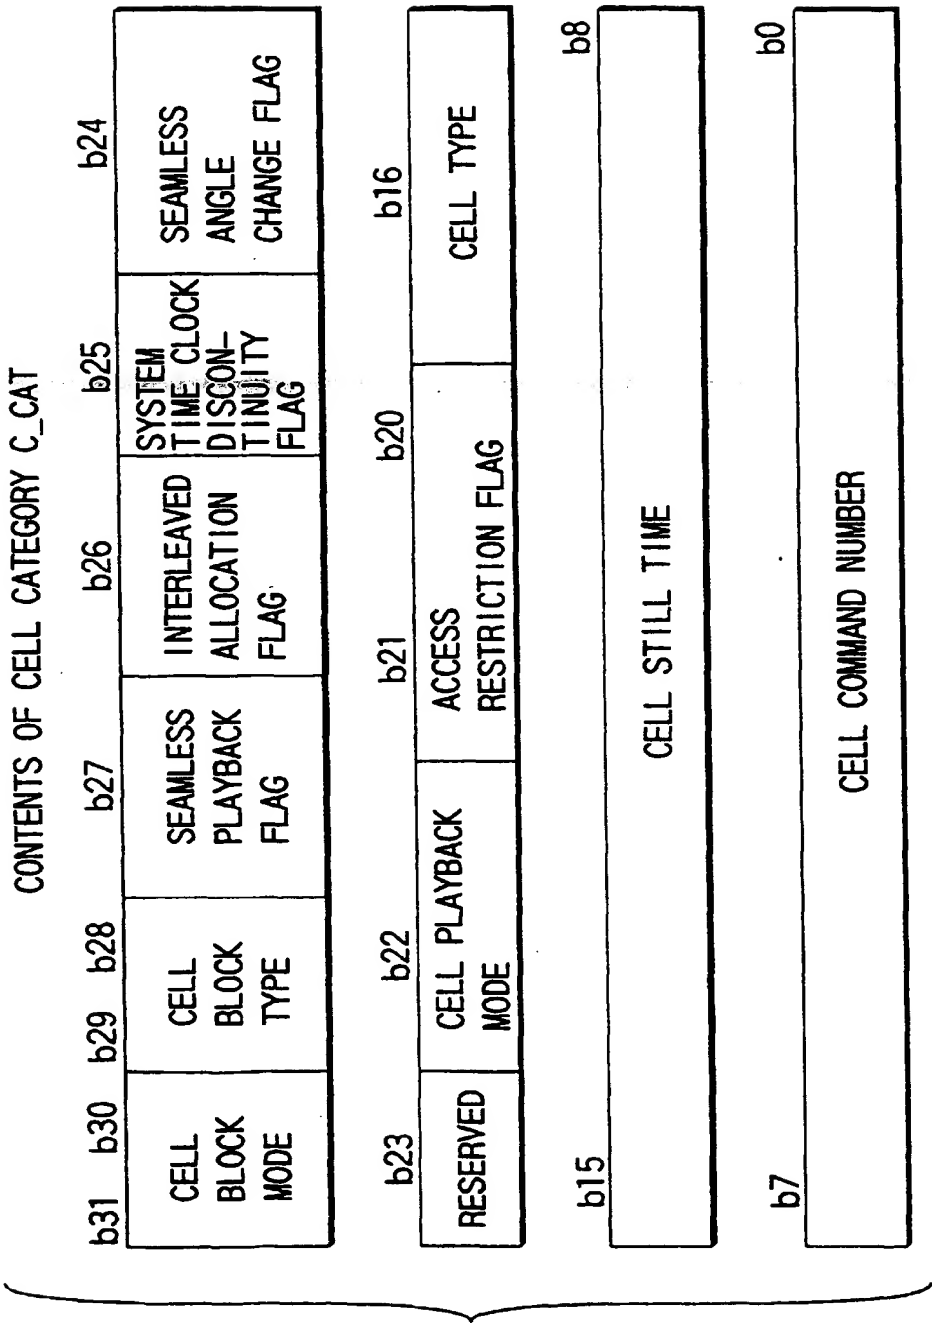 CONTENTS OF CELL CATEGORY C_CAT
b31 b30 b29 b28 b27 b26 b25 b24
CELL
BLOCK
MODE
CELL
BLOCK
TYPE
SEAMLESS
PLAYBACK
FLAG
INTERLEAVED
ALLOCATION
FLAG
SYSTEM
TIME CLOCK
DISCON-
TINUITY
FLAG
SEAMLESS
ANGLE
CHANGE FLAG
b23 b22 b21 b20 b16
RESERVED
CELL PLAYBACK
MODE
ACCESS
RESTRICTION FLAG
CELL TYPE
b15 b8
CELL STILL TIME
b7 b0
CELL COMMAND NUMBER